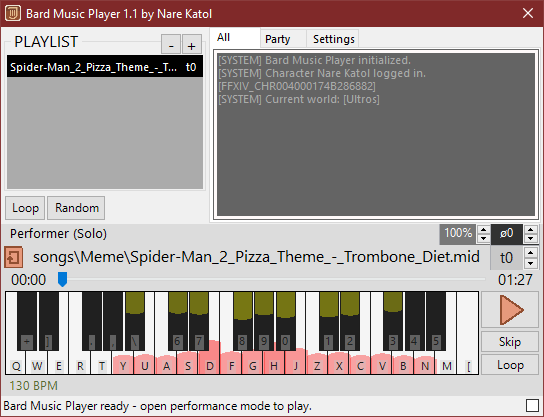 Bard Music Player 1.1 by Nare Katol
PLAYLIST
- +
Spider-Man_2_Pizza_Theme_-_T... t0
Loop Random
All Party Settings
[SYSTEM] Bard Music Player initialized.
[SYSTEM] Character Nare Katol logged in.
[FFXIV_CHR004000174B286882]
[SYSTEM] Current world: [Ultros]
Performer (Solo) 100% ø0
songs\Meme\Spider-Man_2_Pizza_Theme_-_Trombone_Diet.mid t0
00:00 01:27
+ ] , . \ 6 7 8 9 0 1 2 3 4 5
Q W E R T Y U A S D F G H J Z X C V B N M [
Skip
Loop
130 BPM
Bard Music Player ready - open performance mode to play.